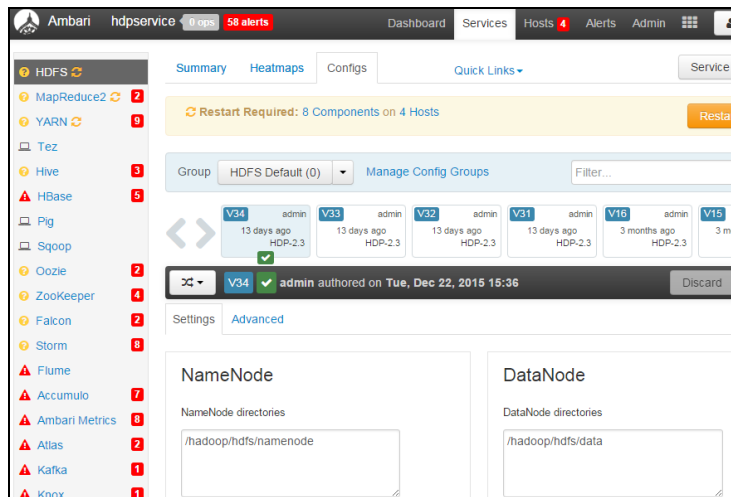 Ambari hdpservice 0 ops 58 alerts Dashboard Services Hosts 4 Alerts Admin
HDFS
MapReduce2 2
YARN 9
Tez
Hive 3
HBase 5
Pig
Sqoop
Oozie 2
ZooKeeper 4
Falcon 2
Storm 8
Flume
Accumulo 7
Ambari Metrics 8
Atlas 2
Kafka 1
Knox 1
Summary Heatmaps Configs Quick Links Service
Restart Required: 8 Components on 4 Hosts Resta
Group HDFS Default (0) Manage Config Groups Filter...
V34 admin
13 days ago
HDP-2.3
V33 admin
13 days ago
HDP-2.3
V32 admin
13 days ago
HDP-2.3
V31 admin
13 days ago
HDP-2.3
V16 admin
3 months ago
HDP-2.3
V15
3 m
V34 admin authored on Tue, Dec 22, 2015 15:36 Discard
Settings Advanced
NameNode
NameNode directories
/hadoop/hdfs/namenode
DataNode
DataNode directories
/hadoop/hdfs/data